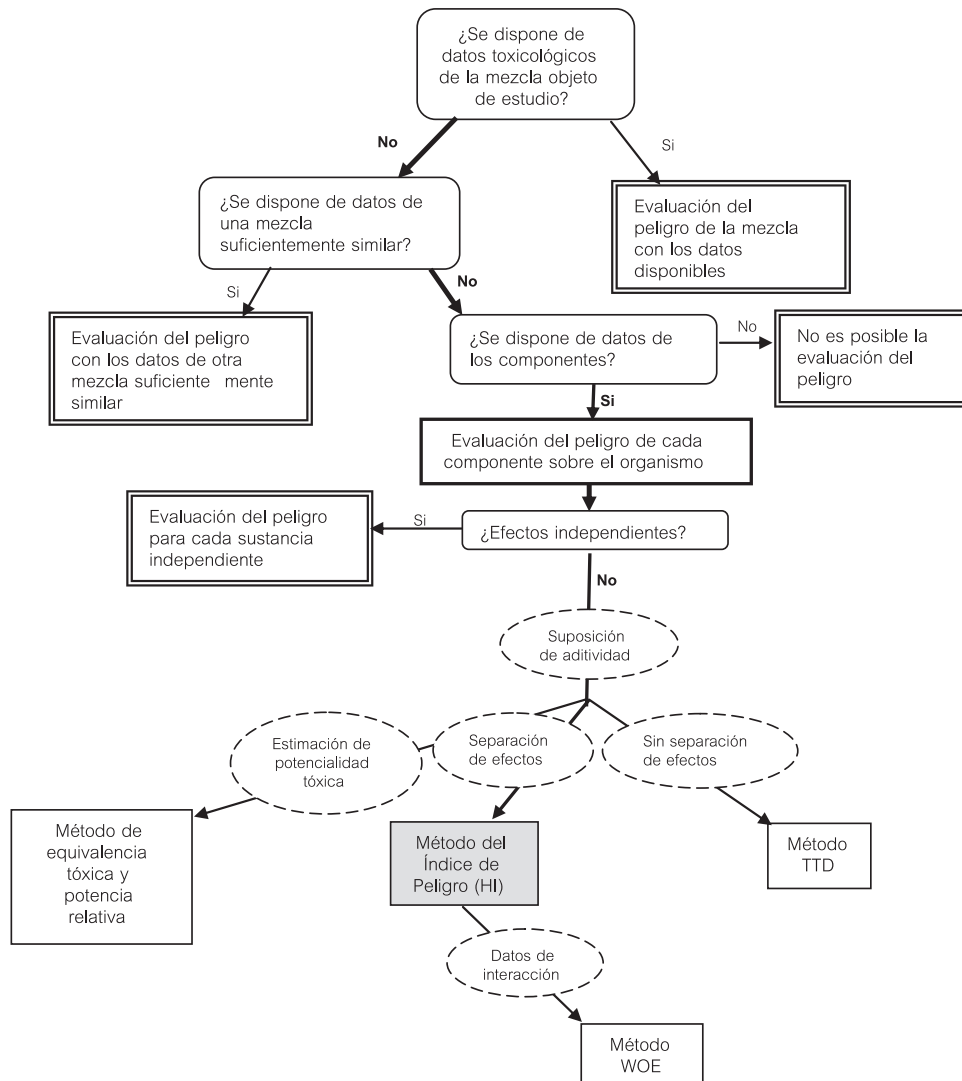 ¿Se dispone de
datos toxicológicos
de la mezcla objeto
de estudio?
No
Si
¿Se dispone de datos de
una mezcla
suficientemente similar?
Evaluación del
peligro de la mezcla
con los datos
disponibles
Si
No
Evaluación del peligro
con los datos de otra
mezcla suficiente mente
similar
¿Se dispone de datos de
los componentes?
No
No es posible la
evaluación del
peligro
Si
Evaluación del peligro de cada
componente sobre el organismo
Evaluación del peligro
para cada sustancia
independiente
Si
¿Efectos independientes?
No
Suposición
de aditividad
Estimación de
potencialidad
tóxica
Separación
de efectos
Sin separación
de efectos
Método de
equivalencia
tóxica y
potencia
relativa
Método del
Índice de
Peligro (HI)
Método
TTD
Datos de
interacción
Método
WOE